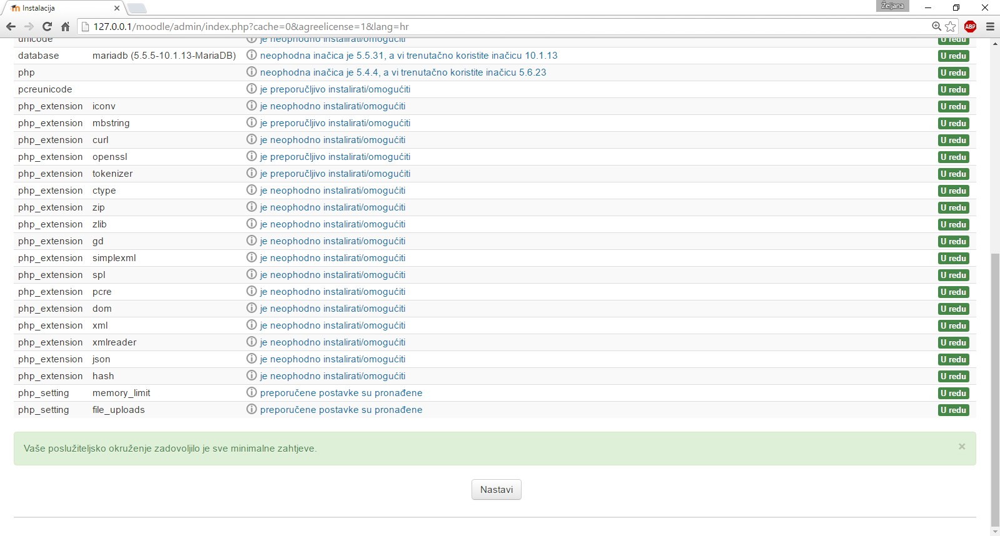 Instalacija
Željana
127.0.0.1/moodle/admin/index.php?cache=0&agreelicense=1&lang=hr
ABP
unicode je neophodno instalirati/omogućiti U redu
database mariadb (5.5.5-10.1.13-MariaDB) neophodna inačica je 5.5.31, a vi trenutačno koristite inačicu 10.1.13 U redu
php neophodna inačica je 5.4.4, a vi trenutačno koristite inačicu 5.6.23 U redu
pcreunicode je preporučljivo instalirati/omogućiti U redu
php_extension iconv je neophodno instalirati/omogućiti U redu
php_extension mbstring je preporučljivo instalirati/omogućiti U redu
php_extension curl je neophodno instalirati/omogućiti U redu
php_extension openssl je preporučljivo instalirati/omogućiti U redu
php_extension tokenizer je preporučljivo instalirati/omogućiti U redu
php_extension ctype je neophodno instalirati/omogućiti U redu
php_extension zip je neophodno instalirati/omogućiti U redu
php_extension zlib je neophodno instalirati/omogućiti U redu
php_extension gd je neophodno instalirati/omogućiti U redu
php_extension simplexml je neophodno instalirati/omogućiti U redu
php_extension spl je neophodno instalirati/omogućiti U redu
php_extension pcre je neophodno instalirati/omogućiti U redu
php_extension dom je neophodno instalirati/omogućiti U redu
php_extension xml je neophodno instalirati/omogućiti U redu
php_extension xmlreader je neophodno instalirati/omogućiti U redu
php_extension json je neophodno instalirati/omogućiti U redu
php_extension hash je neophodno instalirati/omogućiti U redu
php_setting memory_limit preporučene postavke su pronađene U redu
php_setting file_uploads preporučene postavke su pronađene U redu
Vaše poslužiteljsko okruženje zadovoljilo je sve minimalne zahtjeve. ×
Nastavi